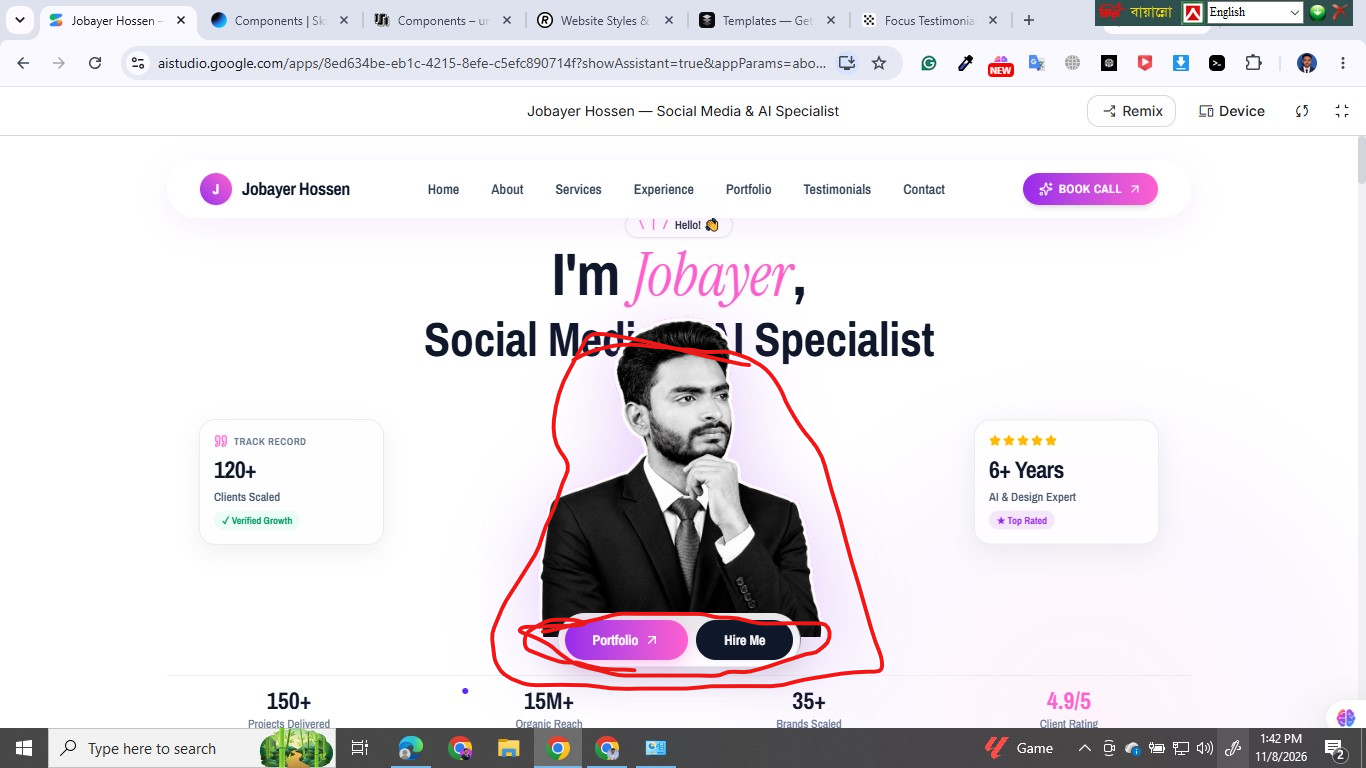 Jobayer Hossen –
Components | Sk
Components – u
Website Styles &
Templates — Get
Focus Testimonia
বায়ান্নো
English
aistudio.google.com/apps/8ed634be-eb1c-4215-8efe-c5efc890714f?showAssistant=true&appParams=abo...
NEW
Jobayer Hossen — Social Media & AI Specialist
Remix
Device
J
Jobayer Hossen
Home
About
Services
Experience
Portfolio
Testimonials
Contact
BOOK CALL
\ | / Hello! 👋
I'm Jobayer,
Social Med AI Specialist
TRACK RECORD
120+
Clients Scaled
✓ Verified Growth
★★★★★
6+ Years
AI & Design Expert
★ Top Rated
Portfolio
Hire Me
150+
Projects Delivered
15M+
Organic Reach
35+
Brands Scaled
4.9/5
Client Rating
Type here to search
Game
1:42 PM
11/8/2026
2